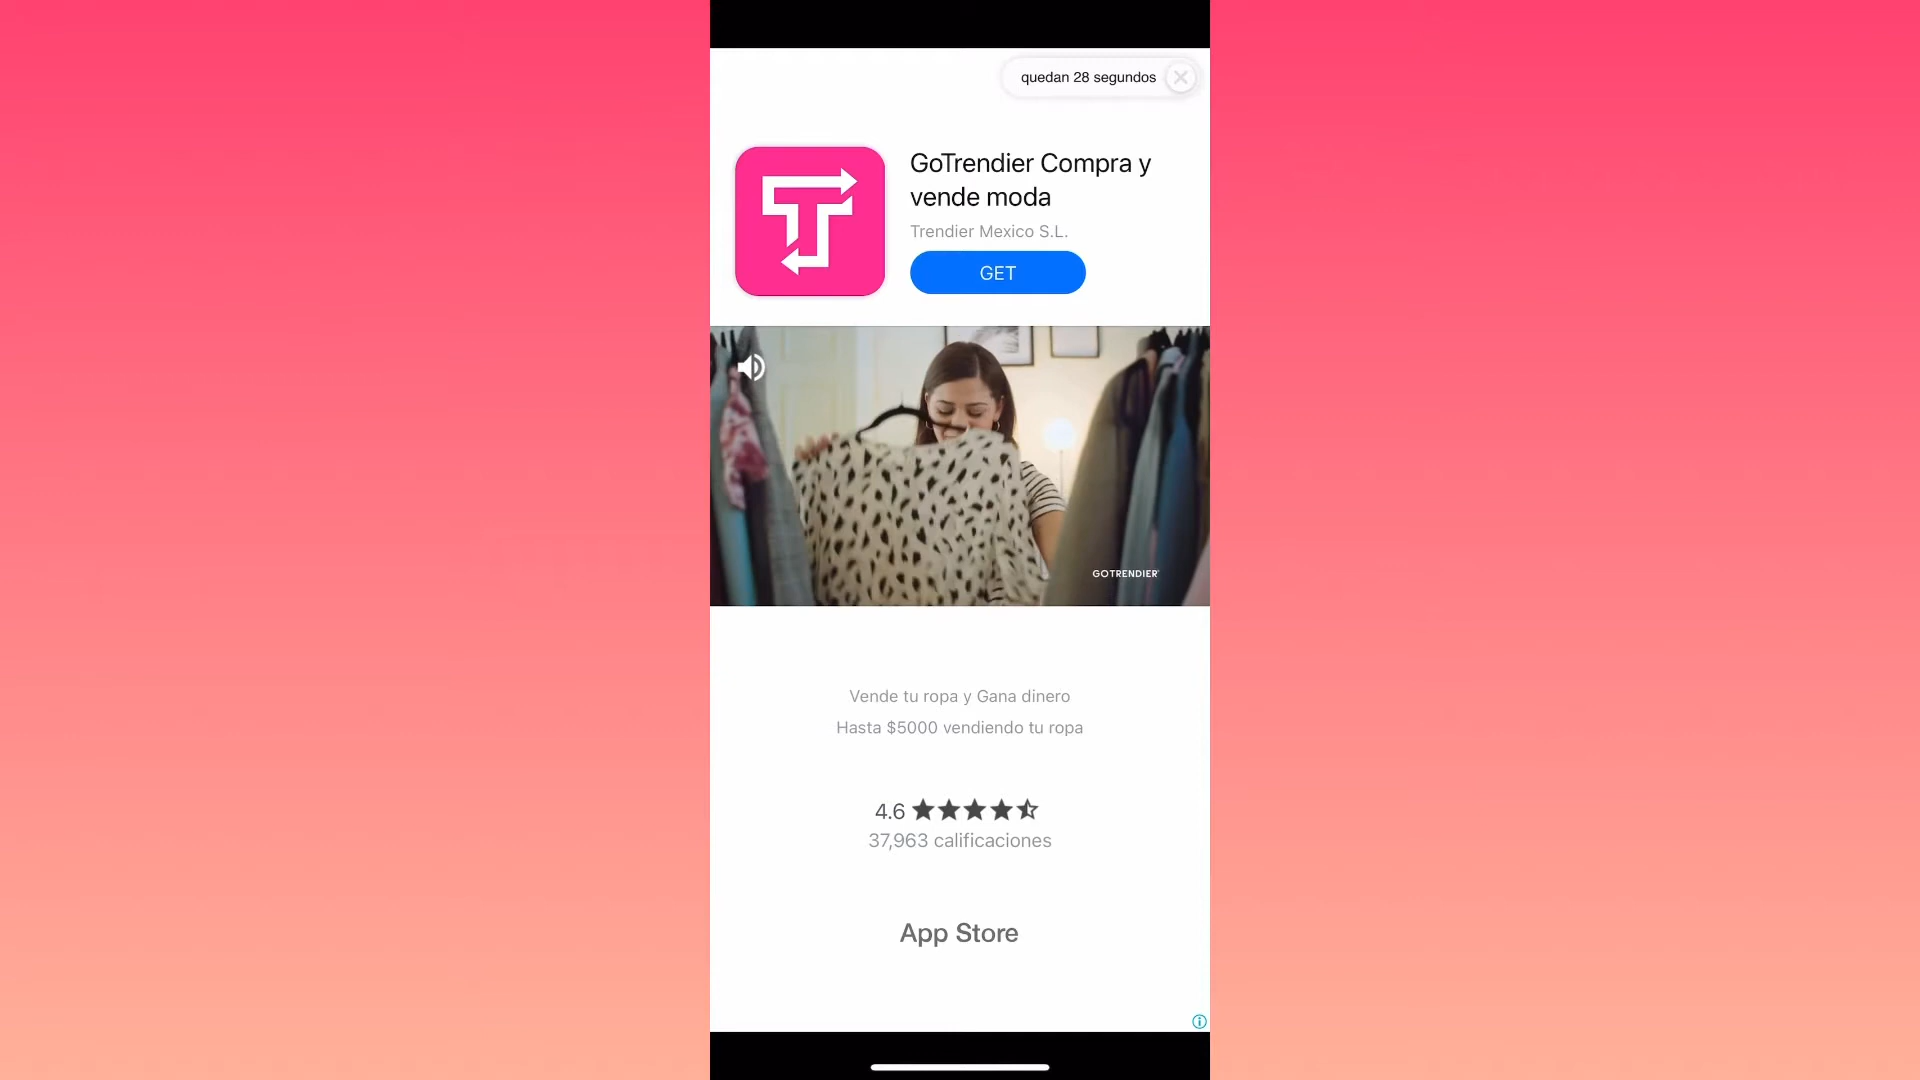 quedan 28 segundos
GoTrendier Compra y
vende moda
Trendier Mexico S.L.
GET
GOTRENDIER
Vende tu ropa y Gana dinero
Hasta $5000 vendiendo tu ropa
4.6
37,963 calificaciones
App Store